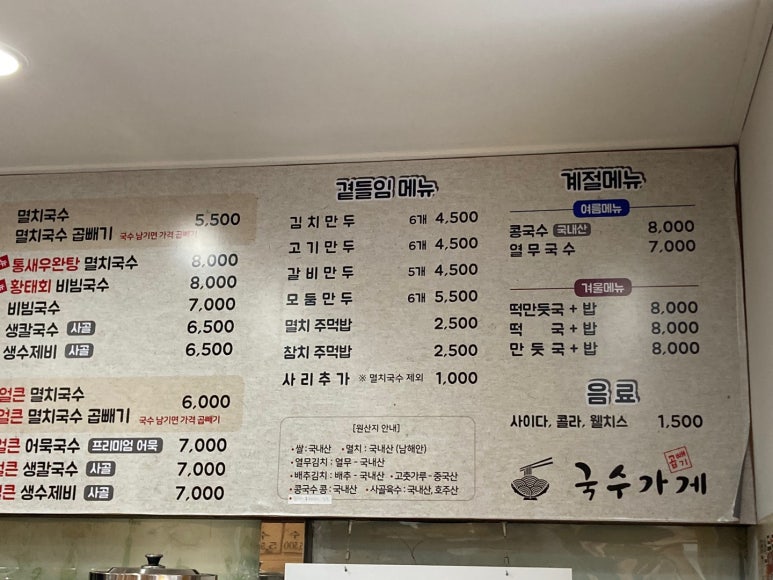 멸치국수 5,500
멸치국수 곱빼기 국수 남기면 가격 곱빼기
통새우완탕 멸치국수 8,000
황태회 비빔국수 8,000
비빔국수 7,000
생칼국수 사골 6,500
생수제비 사골 6,500
얼큰 멸치국수 6,000
얼큰 멸치국수 곱빼기 국수 남기면 가격 곱빼기
얼큰 어묵국수 프리미엄 어묵 7,000
얼큰 생칼국수 사골 7,000
얼큰 생수제비 사골 7,000
곁들임 메뉴
김치만두 6개 4,500
고기만두 6개 4,500
갈비만두 5개 4,500
모둠만두 6개 5,500
멸치 주먹밥 2,500
참치 주먹밥 2,500
사리추가 ※ 멸치국수 제외 1,000
[원산지 안내]
• 쌀 : 국내산 • 멸치 : 국내산 (남해안)
• 열무김치 : 열무 - 국내산
• 배추김치 : 배추 - 국내산 • 고춧가루 - 중국산
• 콩국수 콩 : 국내산 • 사골육수 : 국내산, 호주산
계절메뉴
여름메뉴
콩국수 국내산 8,000
열무국수 7,000
겨울메뉴
떡만둣국 + 밥 8,000
떡 국 + 밥 8,000
만둣국 + 밥 8,000
음료
사이다, 콜라, 웰치스 1,500
곱빼기
국수가게